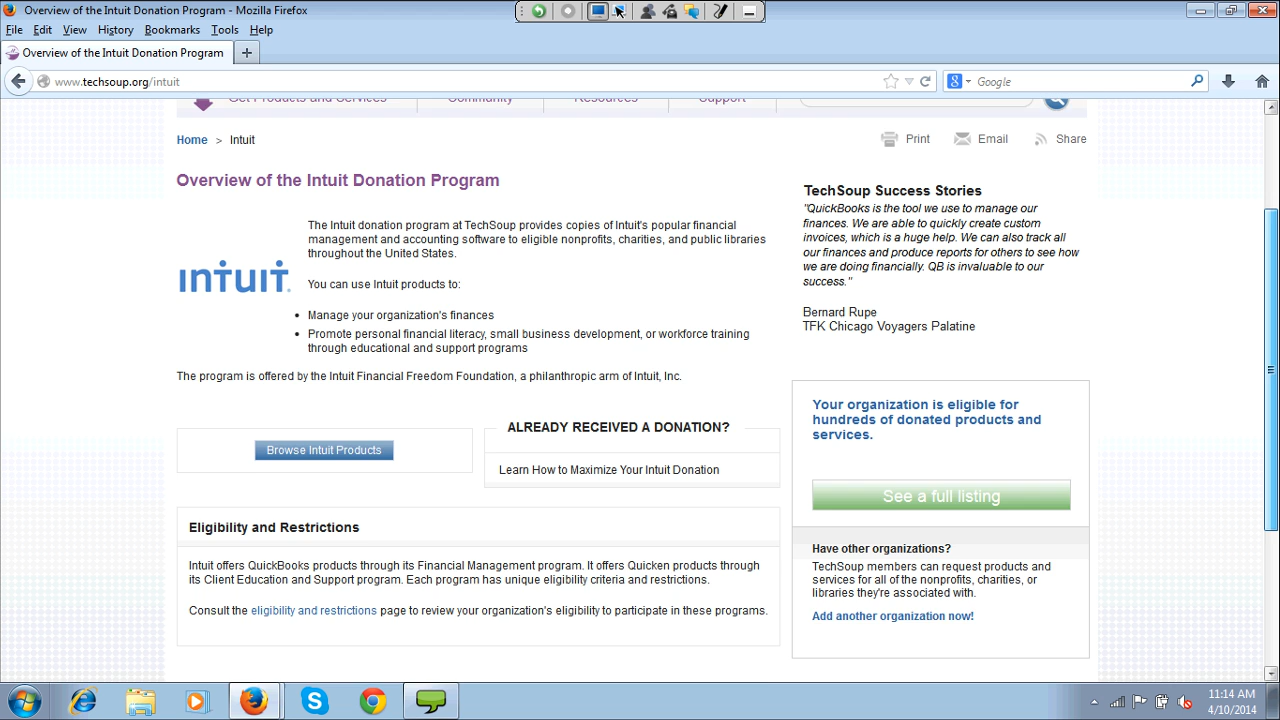 Overview of the Intuit Donation Program - Mozilla Firefox
File Edit View History Bookmarks Tools Help
Overview of the Intuit Donation Program
www.techsoup.org/intuit
Google
Get Products and Services Community Resources Support
Home > Intuit
Print Email Share
Overview of the Intuit Donation Program
The Intuit donation program at TechSoup provides copies of Intuit's popular financial
management and accounting software to eligible nonprofits, charities, and public libraries
throughout the United States.
intuit.
You can use Intuit products to:
• Manage your organization's finances
• Promote personal financial literacy, small business development, or workforce training
through educational and support programs
The program is offered by the Intuit Financial Freedom Foundation, a philanthropic arm of Intuit, Inc.
Browse Intuit Products
ALREADY RECEIVED A DONATION?
Learn How to Maximize Your Intuit Donation
Eligibility and Restrictions
Intuit offers QuickBooks products through its Financial Management program. It offers Quicken products through
its Client Education and Support program. Each program has unique eligibility criteria and restrictions.
Consult the eligibility and restrictions page to review your organization's eligibility to participate in these programs.
TechSoup Success Stories
"QuickBooks is the tool we use to manage our
finances. We are able to quickly create custom
invoices, which is a huge help. We can also track all
our finances and produce reports for others to see how
we are doing financially. QB is invaluable to our
success."
Bernard Rupe
TFK Chicago Voyagers Palatine
Your organization is eligible for
hundreds of donated products and
services.
See a full listing
Have other organizations?
TechSoup members can request products and
services for all of the nonprofits, charities, or
libraries they're associated with.
Add another organization now!
11:14 AM
4/10/2014